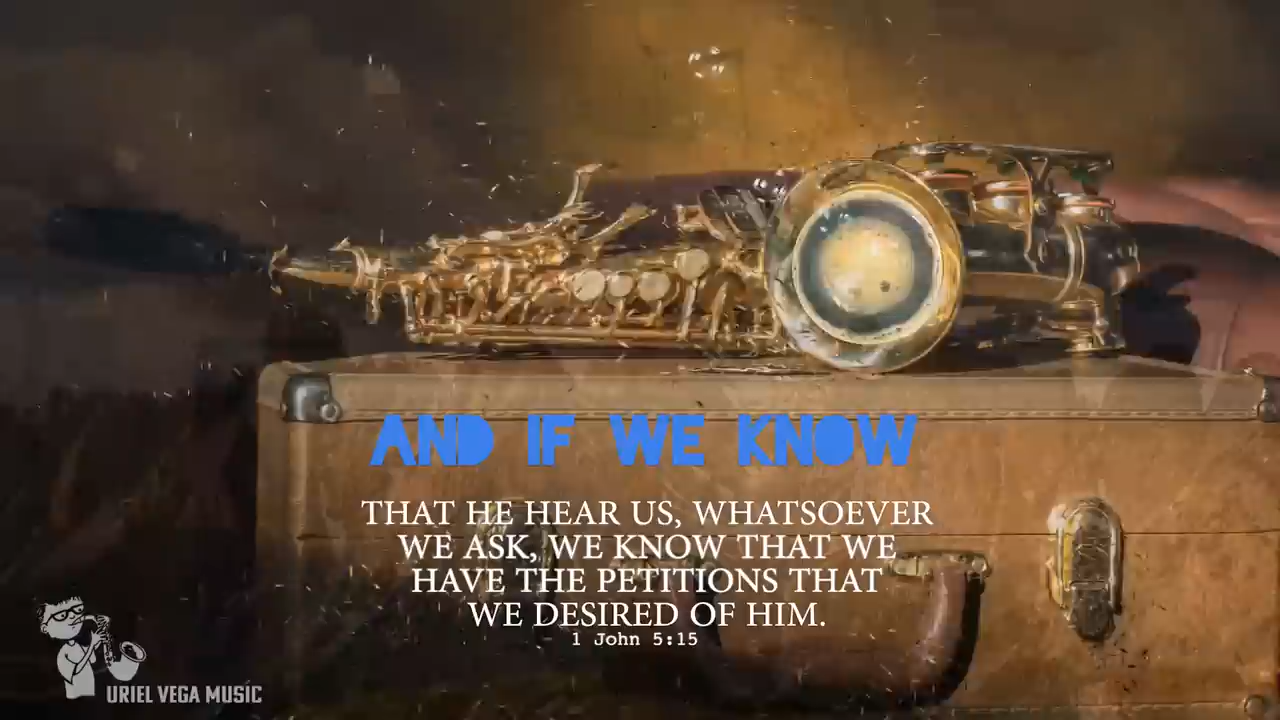 AND IF WE KNOW
THAT HE HEAR US, WHATSOEVER
WE ASK, WE KNOW THAT WE
HAVE THE PETITIONS THAT
WE DESIRED OF HIM.
1 John 5:15
URIEL VEGA MUSIC